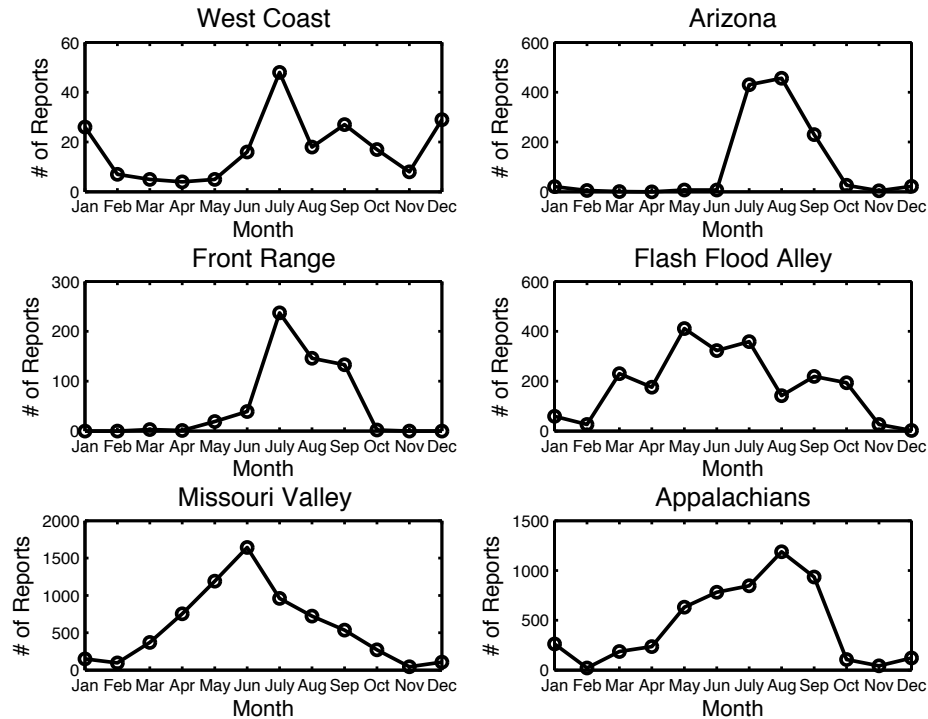 West Coast
60
40
20
0
# of Reports
Jan Feb Mar Apr May Jun July Aug Sep Oct Nov Dec
Month
Arizona
600
400
200
0
# of Reports
Jan Feb Mar Apr May Jun July Aug Sep Oct Nov Dec
Month
Front Range
300
200
100
0
# of Reports
Jan Feb Mar Apr May Jun July Aug Sep Oct Nov Dec
Month
Flash Flood Alley
600
400
200
0
# of Reports
Jan Feb Mar Apr May Jun July Aug Sep Oct Nov Dec
Month
Missouri Valley
2000
1500
1000
500
0
# of Reports
Jan Feb Mar Apr May Jun July Aug Sep Oct Nov Dec
Month
Appalachians
1500
1000
500
0
# of Reports
Jan Feb Mar Apr May Jun July Aug Sep Oct Nov Dec
Month